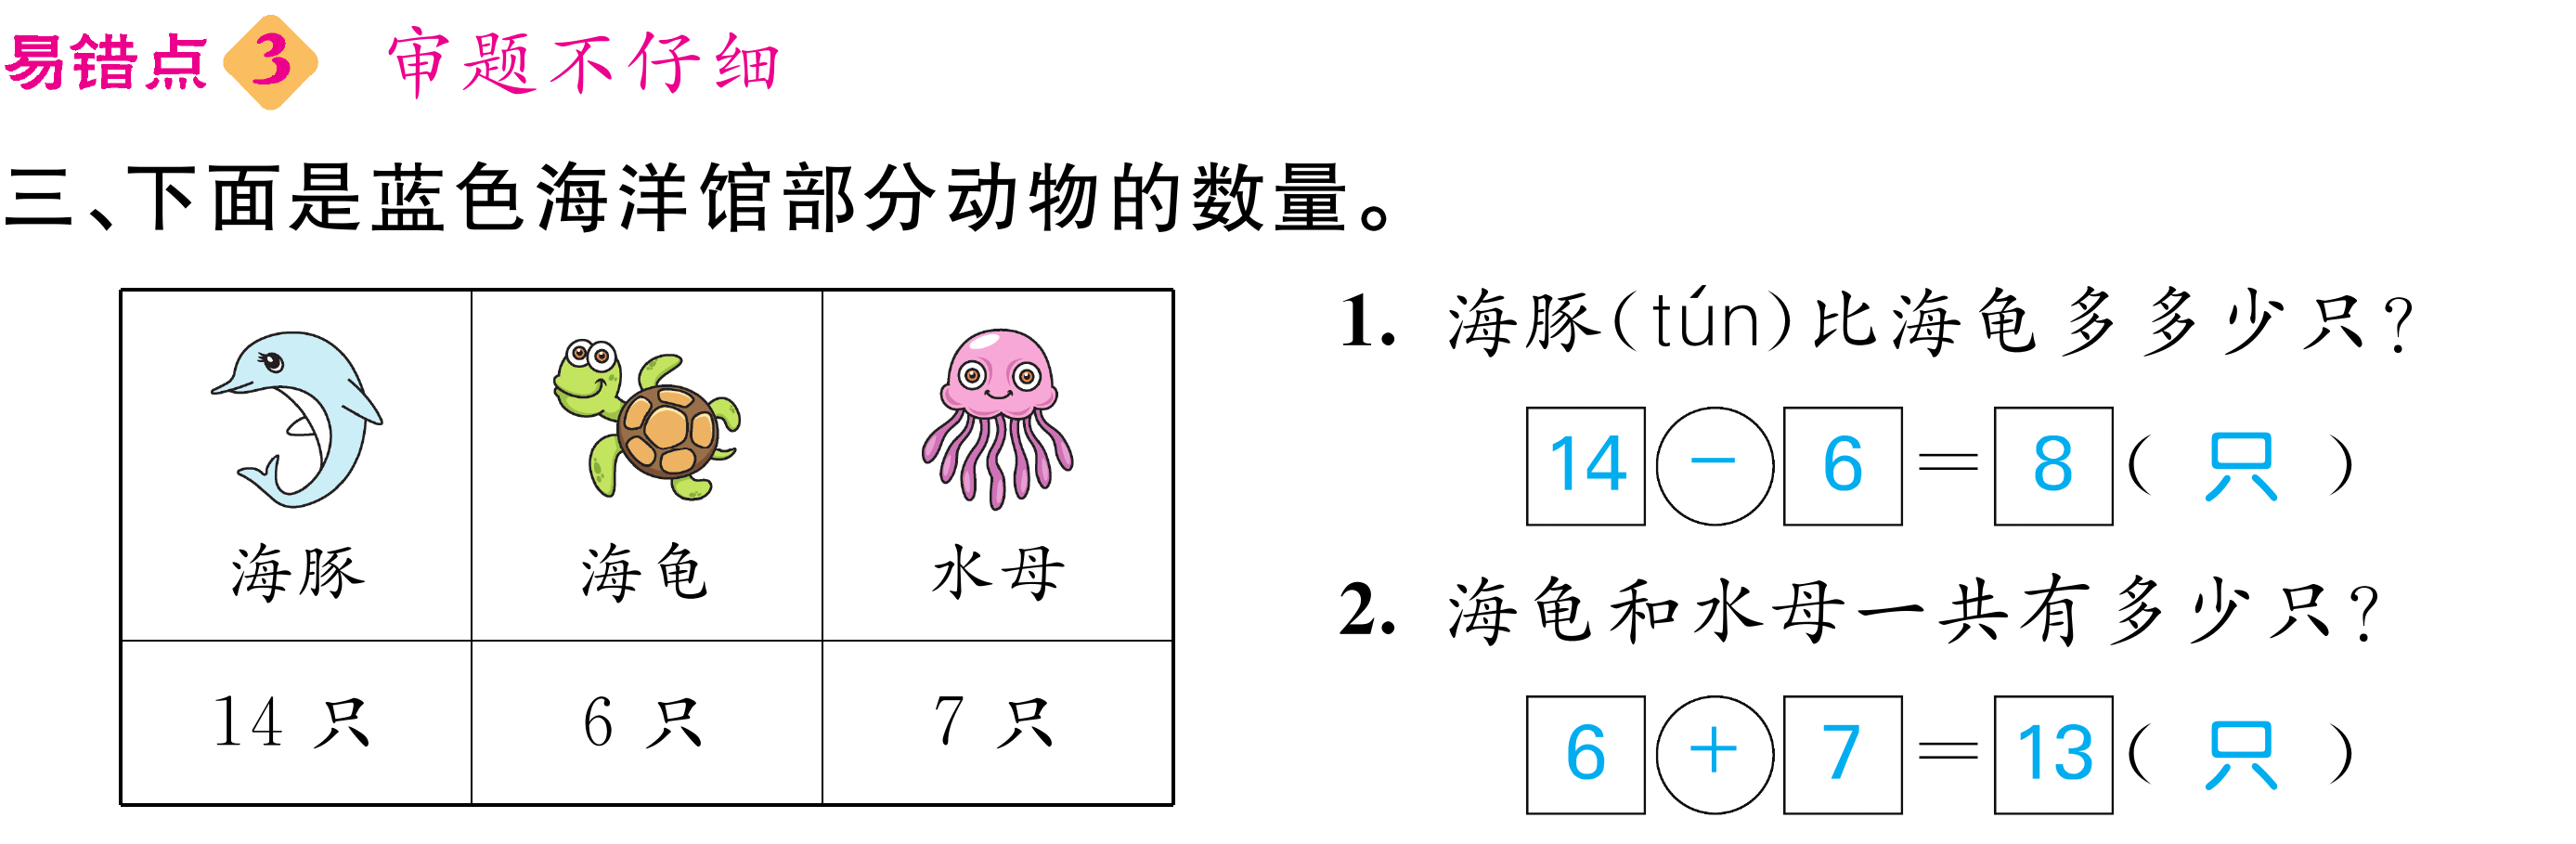 易错点 3 审题不仔细
三、下面是蓝色海洋馆部分动物的数量。
海豚 海龟 水母
14 只 6 只 7 只
1. 海豚(tún)比海龟多多少只?
14 - 6 = 8 ( 只 )
2. 海龟和水母一共有多少只?
6 + 7 = 13 ( 只 )